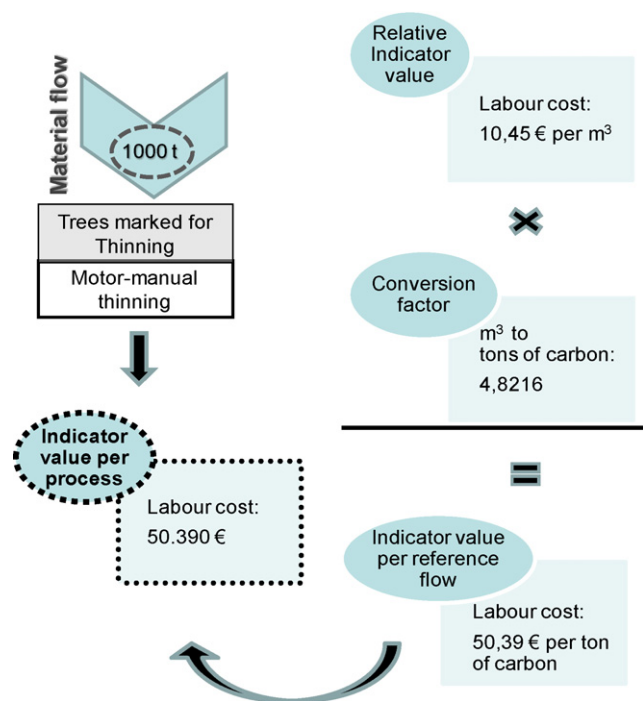 Material flow
1000 t
Trees marked for
Thinning
Motor-manual
thinning
Indicator
value per
process
Labour cost:
50.390 €
Relative
Indicator
value
Labour cost:
10,45 € per m³
×
Conversion
factor
m³ to
tons of carbon:
4,8216
=
Indicator value
per reference
flow
Labour cost:
50,39 € per ton
of carbon